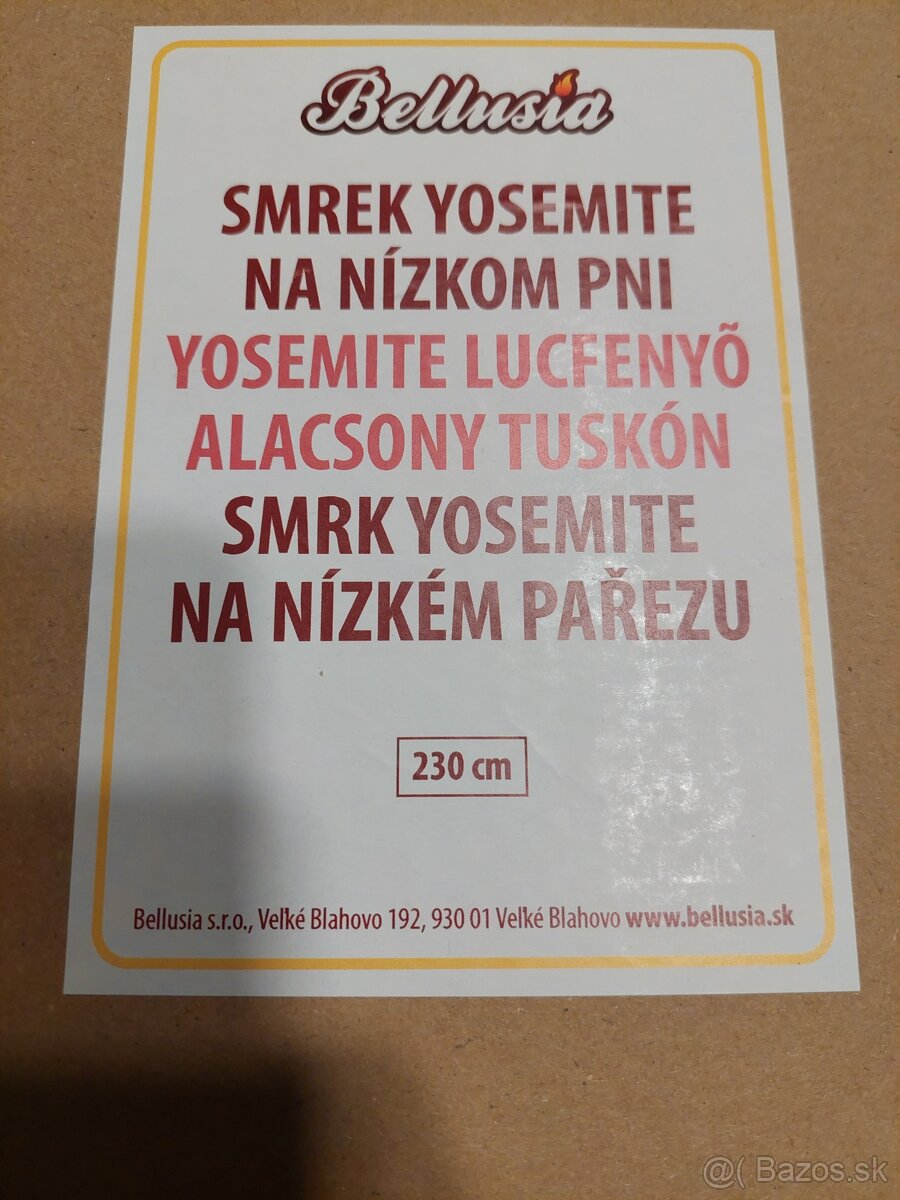 Bellusia
SMREK YOSEMITE
NA NÍZKOM PNI
YOSEMITE LUCFENYÕ
ALACSONY TUSKÓN
SMRK YOSEMITE
NA NÍZKÉM PAŘEZU
230 cm
Bellusia s.r.o., Veľké Blahovo 192, 930 01 Veľké Blahovo www.bellusia.sk
@( Bazos.sk